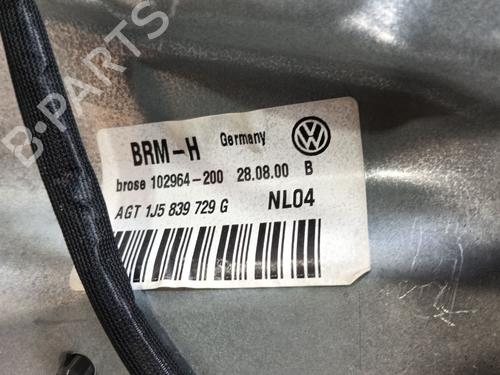 BRM-H Germany
brose 102964-200 28.08.00 B
AGT 1J5 839 729 G NL04
B-PARTS